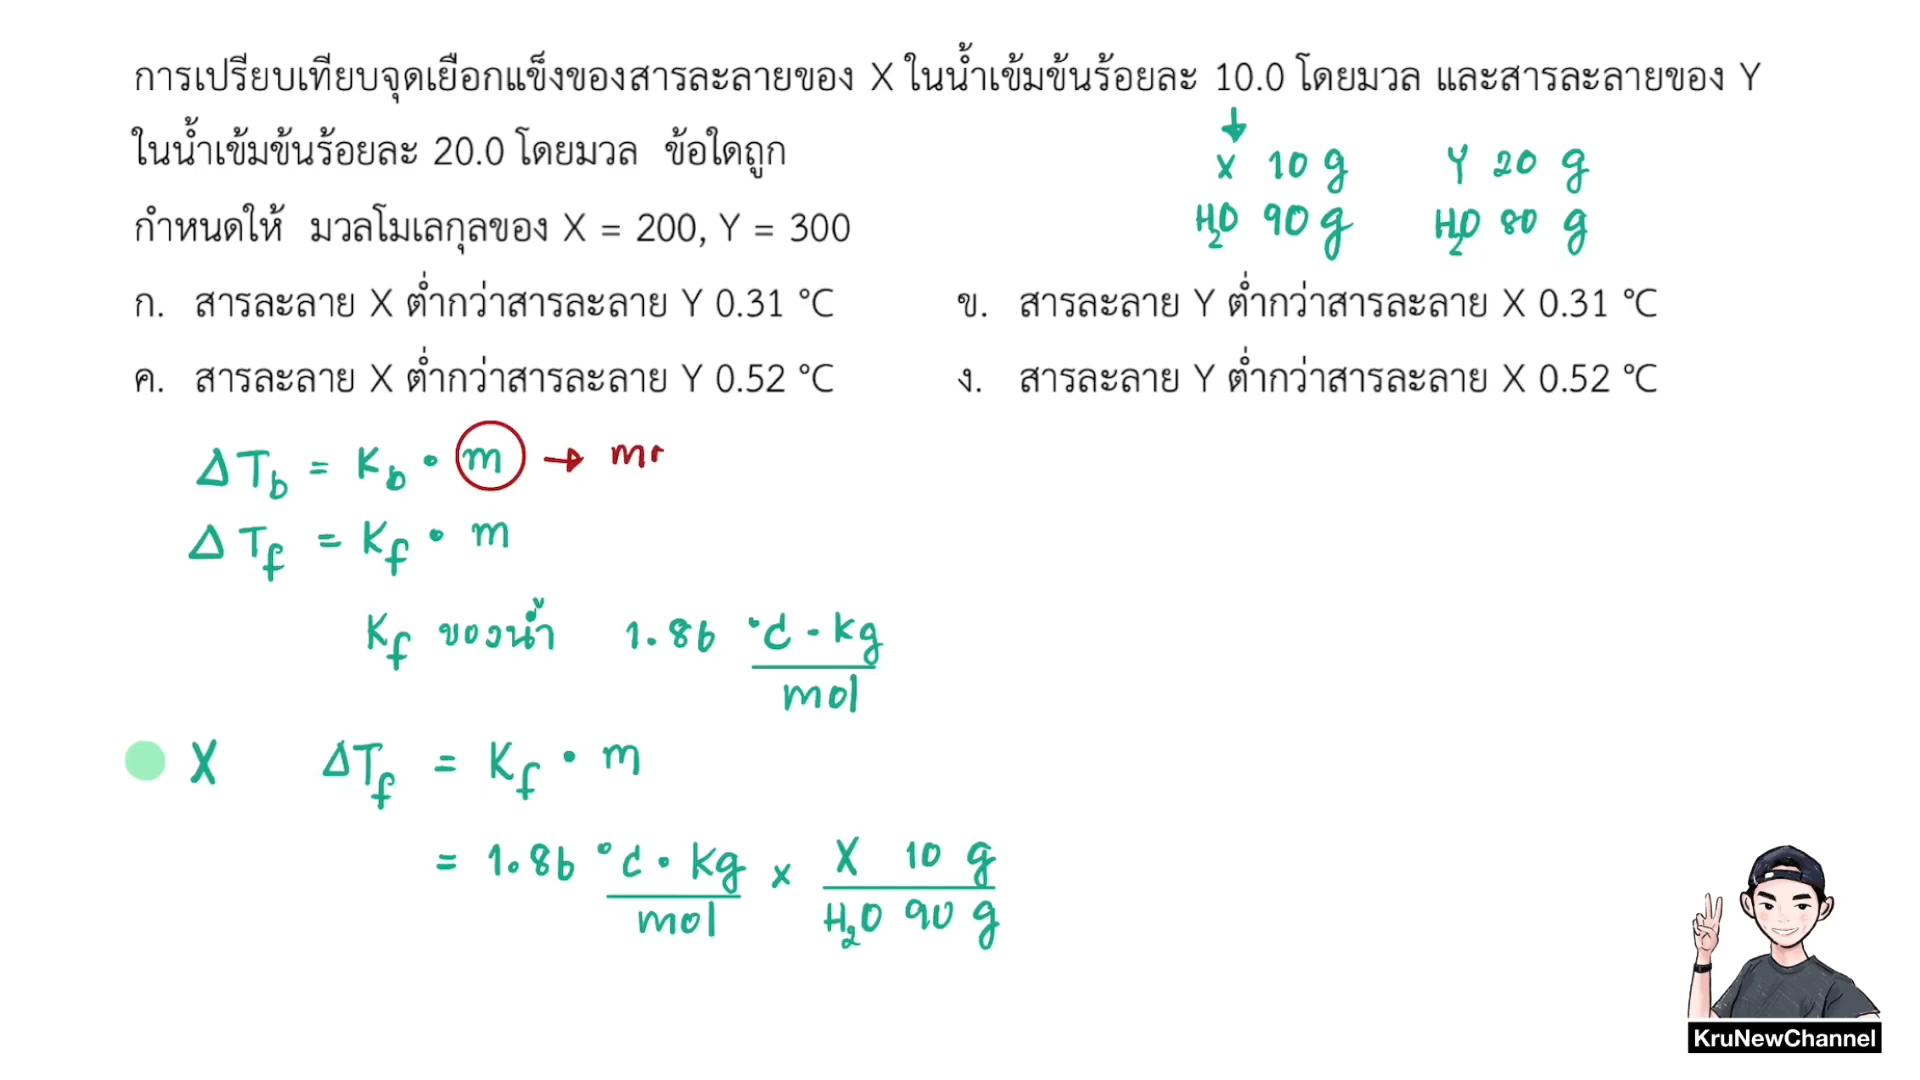 การเปรียบเทียบจุดเยือกแข็งของสารละลายของ X ในน้ำเข้มข้นร้อยละ 10.0 โดยมวล และสารละลายของ Y
ในน้ำเข้มข้นร้อยละ 20.0 โดยมวล ข้อใดถูก
X 10 g Y 20 g
H₂O 90 g H₂O 80 g
กำหนดให้ มวลโมเลกุลของ X = 200, Y = 300
ก. สารละลาย X ต่ำกว่าสารละลาย Y 0.31 °C
ข. สารละลาย Y ต่ำกว่าสารละลาย X 0.31 °C
ค. สารละลาย X ต่ำกว่าสารละลาย Y 0.52 °C
ง. สารละลาย Y ต่ำกว่าสารละลาย X 0.52 °C
ΔT_b = K_b · m → mr
ΔT_f = K_f · m
K_f ของน้ำ 1.86 °C · kg
mol
X ΔT_f = K_f · m
= 1.86 °C · kg × X 10 g
mol H₂O 90 g
KruNewChannel